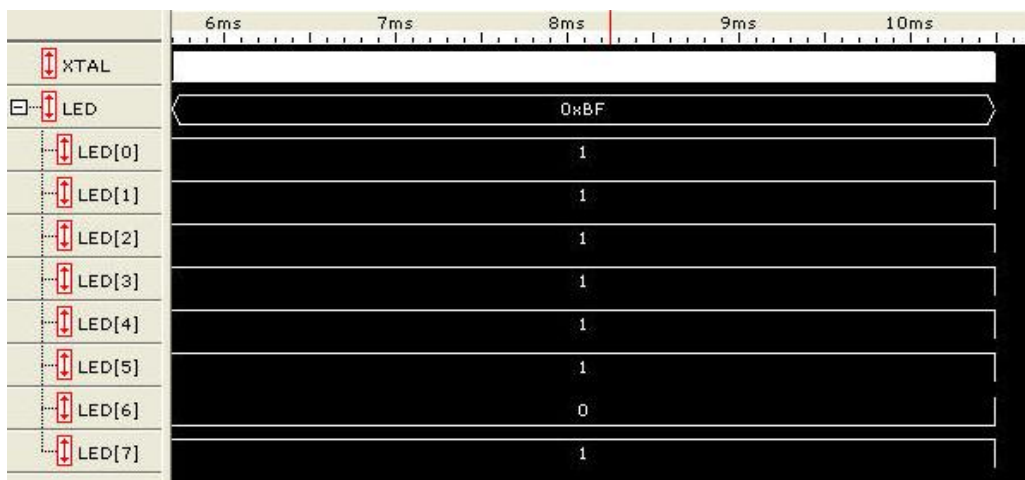 6ms 7ms 8ms 9ms 10ms
XTAL
LED 0xBF
LED[0] 1
LED[1] 1
LED[2] 1
LED[3] 1
LED[4] 1
LED[5] 1
LED[6] 0
LED[7] 1